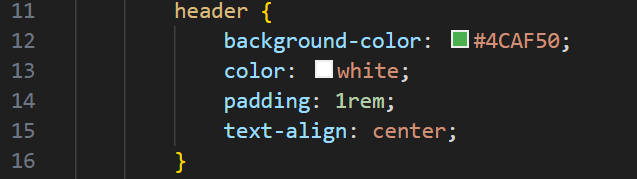 11 header {
12 background-color: #4CAF50;
13 color: white;
14 padding: 1rem;
15 text-align: center;
16 }